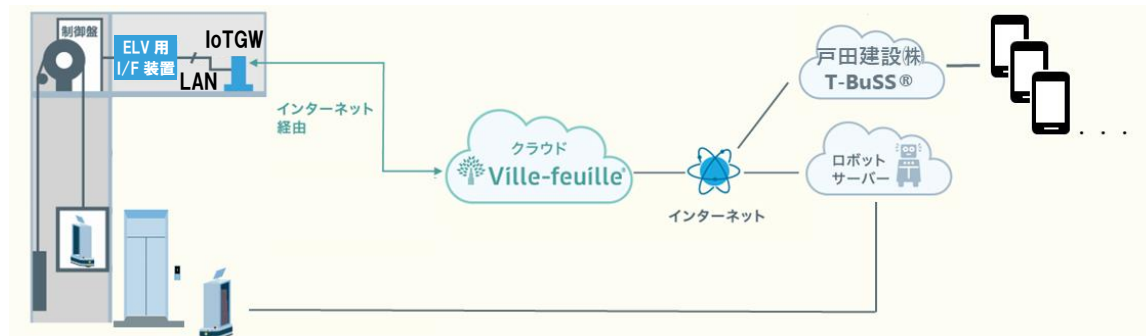 制御盤
ELV用
I/F装置
IoTGW
LAN
インターネット
経由
クラウド
Ville-feuille®
インターネット
戸田建設㈱
T-BuSS®
ロボット
サーバー
. . .